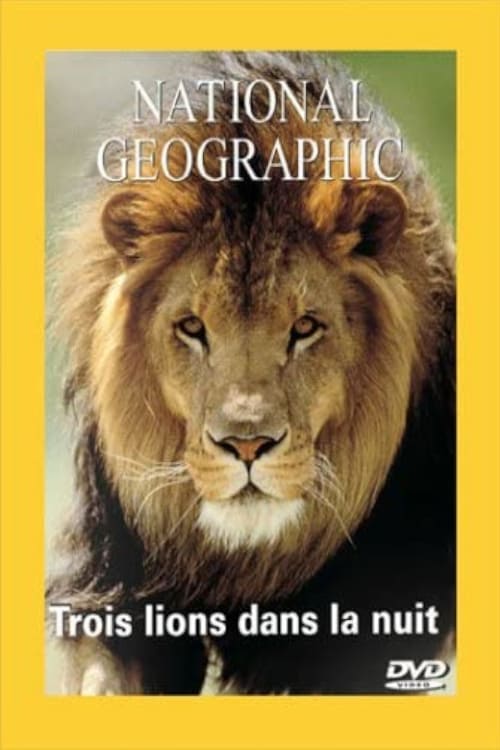 NATIONAL
GEOGRAPHIC
Trois lions dans la nuit
DVD
VIDEO